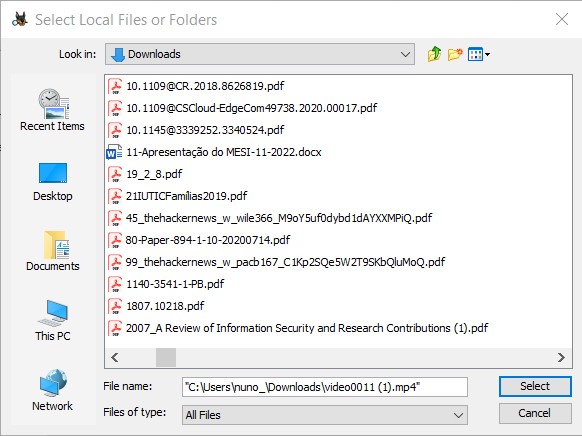 Select Local Files or Folders
Look in:
Downloads
10.1109@CR.2018.8626819.pdf
10.1109@CSCloud-EdgeCom49738.2020.00017.pdf
10.1145@3339252.3340524.pdf
11-Apresentação do MESI-11-2022.docx
19_2_8.pdf
21IUTICFamílias2019.pdf
45_thehackernews_w_wile366_M9oY5uf0dybd1dAYXXMPiQ.pdf
80-Paper-894-1-10-20200714.pdf
99_thehackernews_w_pacb167_C1Kp2SQe5W2T9SKbQluMoQ.pdf
1140-3541-1-PB.pdf
1807.10218.pdf
2007_A Review of Information Security and Research Contributions (1).pdf
Recent Items
Desktop
Documents
This PC
Network
File name:
"C:\Users\nuno_\Downloads\video0011 (1).mp4"
Select
Files of type:
All Files
Cancel